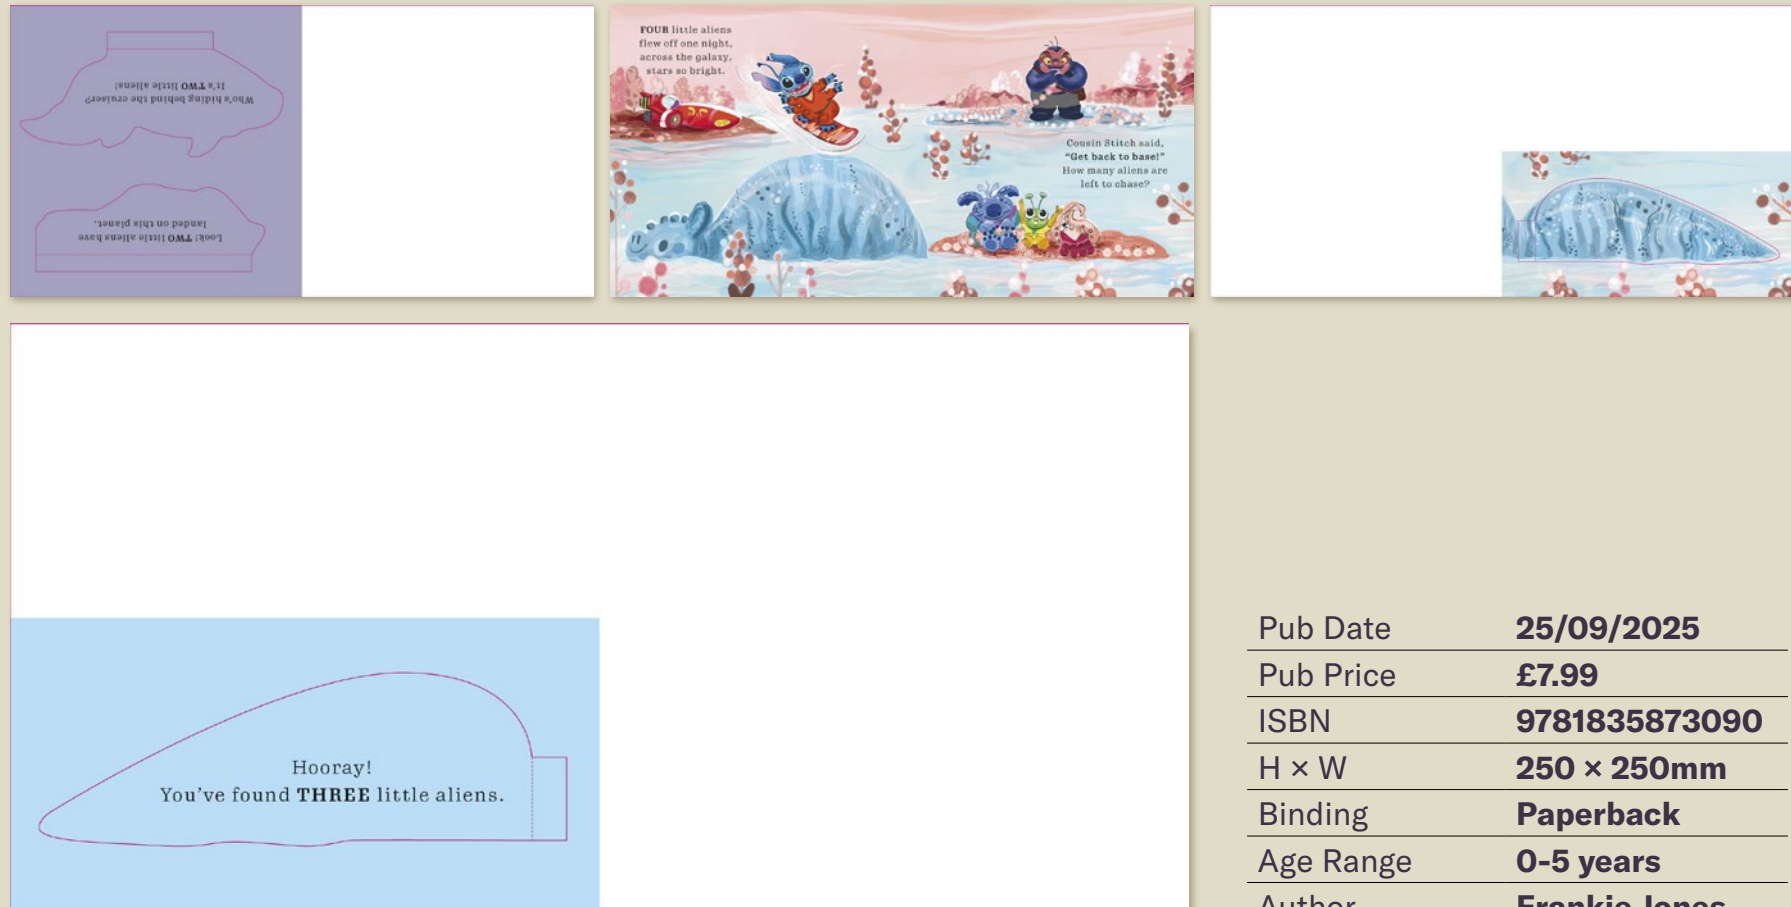 It's TWO little aliens!
Who's hiding behind the cruiser?
Look! TWO little aliens have
landed on this planet.
FOUR little aliens
flew off one night,
across the galaxy,
stars so bright.
Cousin Stitch said,
"Get back to base!"
How many aliens are
left to chase?
Hooray!
You've found THREE little aliens.
Pub Date 25/09/2025
Pub Price £7.99
ISBN 9781835873090
H × W 250 × 250mm
Binding Paperback
Age Range 0-5 years
Author Frankie Jones